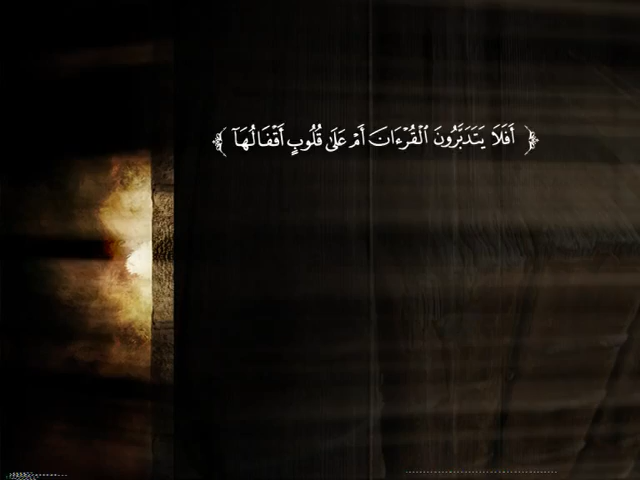 ﴿ أَفَلَا يَتَدَبَّرُونَ ٱلْقُرْءَانَ أَمْ عَلَىٰ قُلُوبٍ أَقْفَالُهَآ ﴾